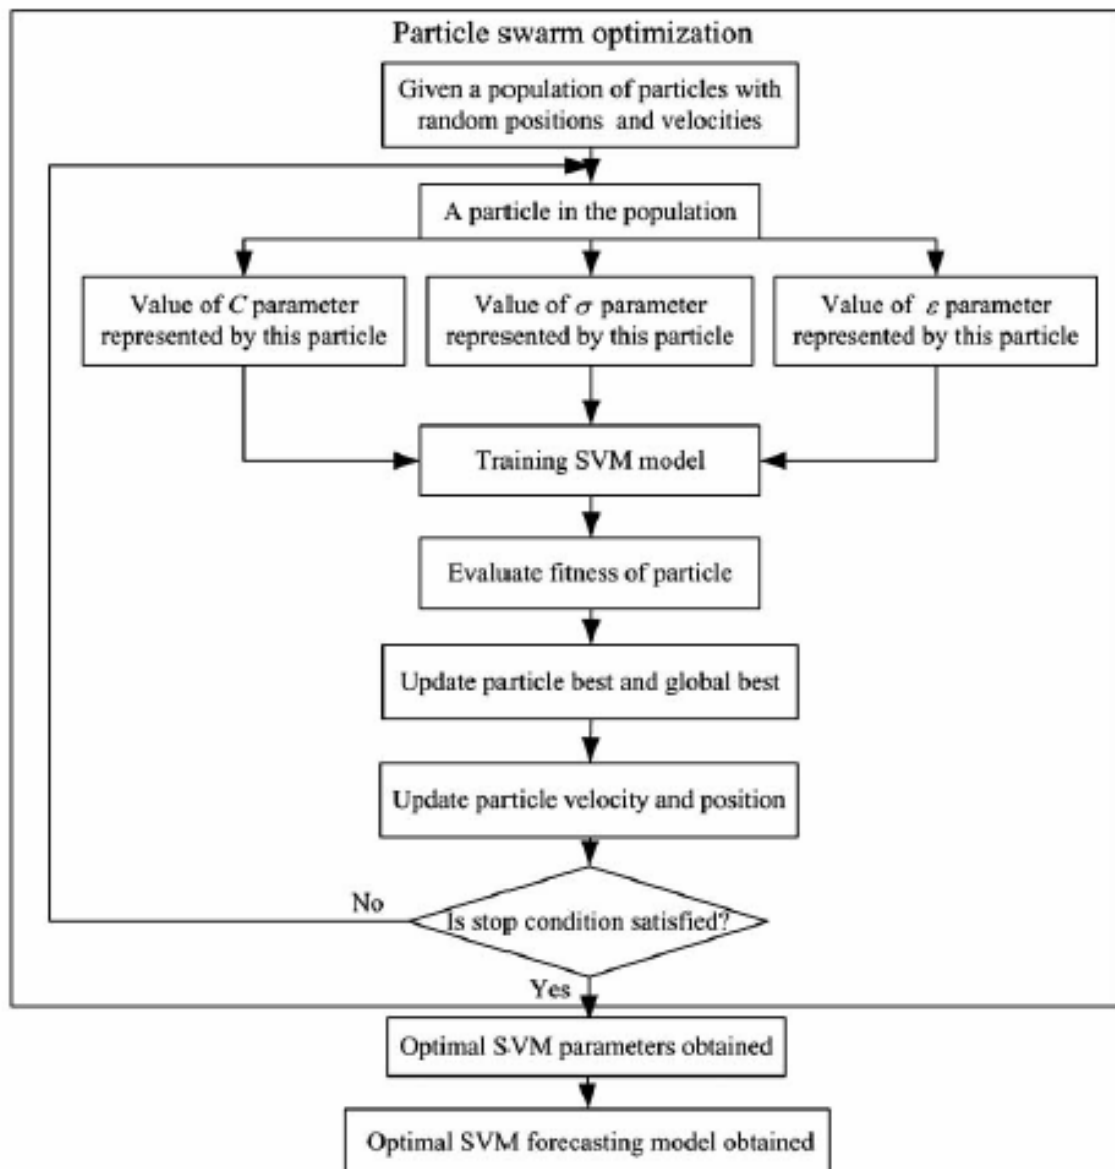 Particle swarm optimization
Given a population of particles with
random positions and velocities
A particle in the population
Value of C parameter
represented by this particle
Value of σ parameter
represented by this particle
Value of ε parameter
represented by this particle
Training SVM model
Evaluate fitness of particle
Update particle best and global best
Update particle velocity and position
No
Is stop condition satisfied?
Yes
Optimal SVM parameters obtained
Optimal SVM forecasting model obtained